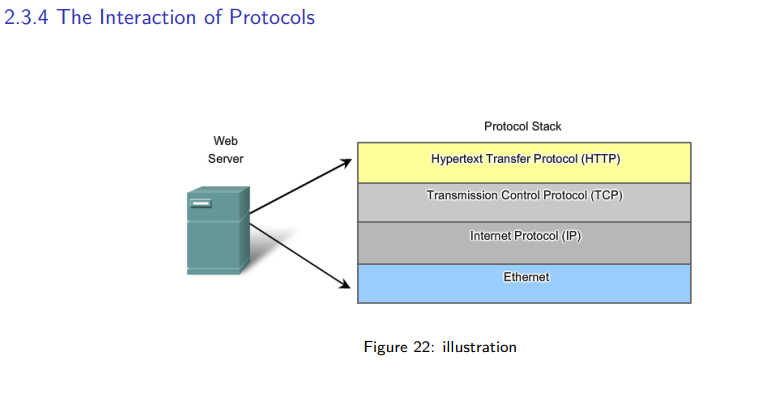 2.3.4 The Interaction of Protocols
Protocol Stack
Web
Server
Hypertext Transfer Protocol (HTTP)
Transmission Control Protocol (TCP)
Internet Protocol (IP)
Ethernet
Figure 22: illustration